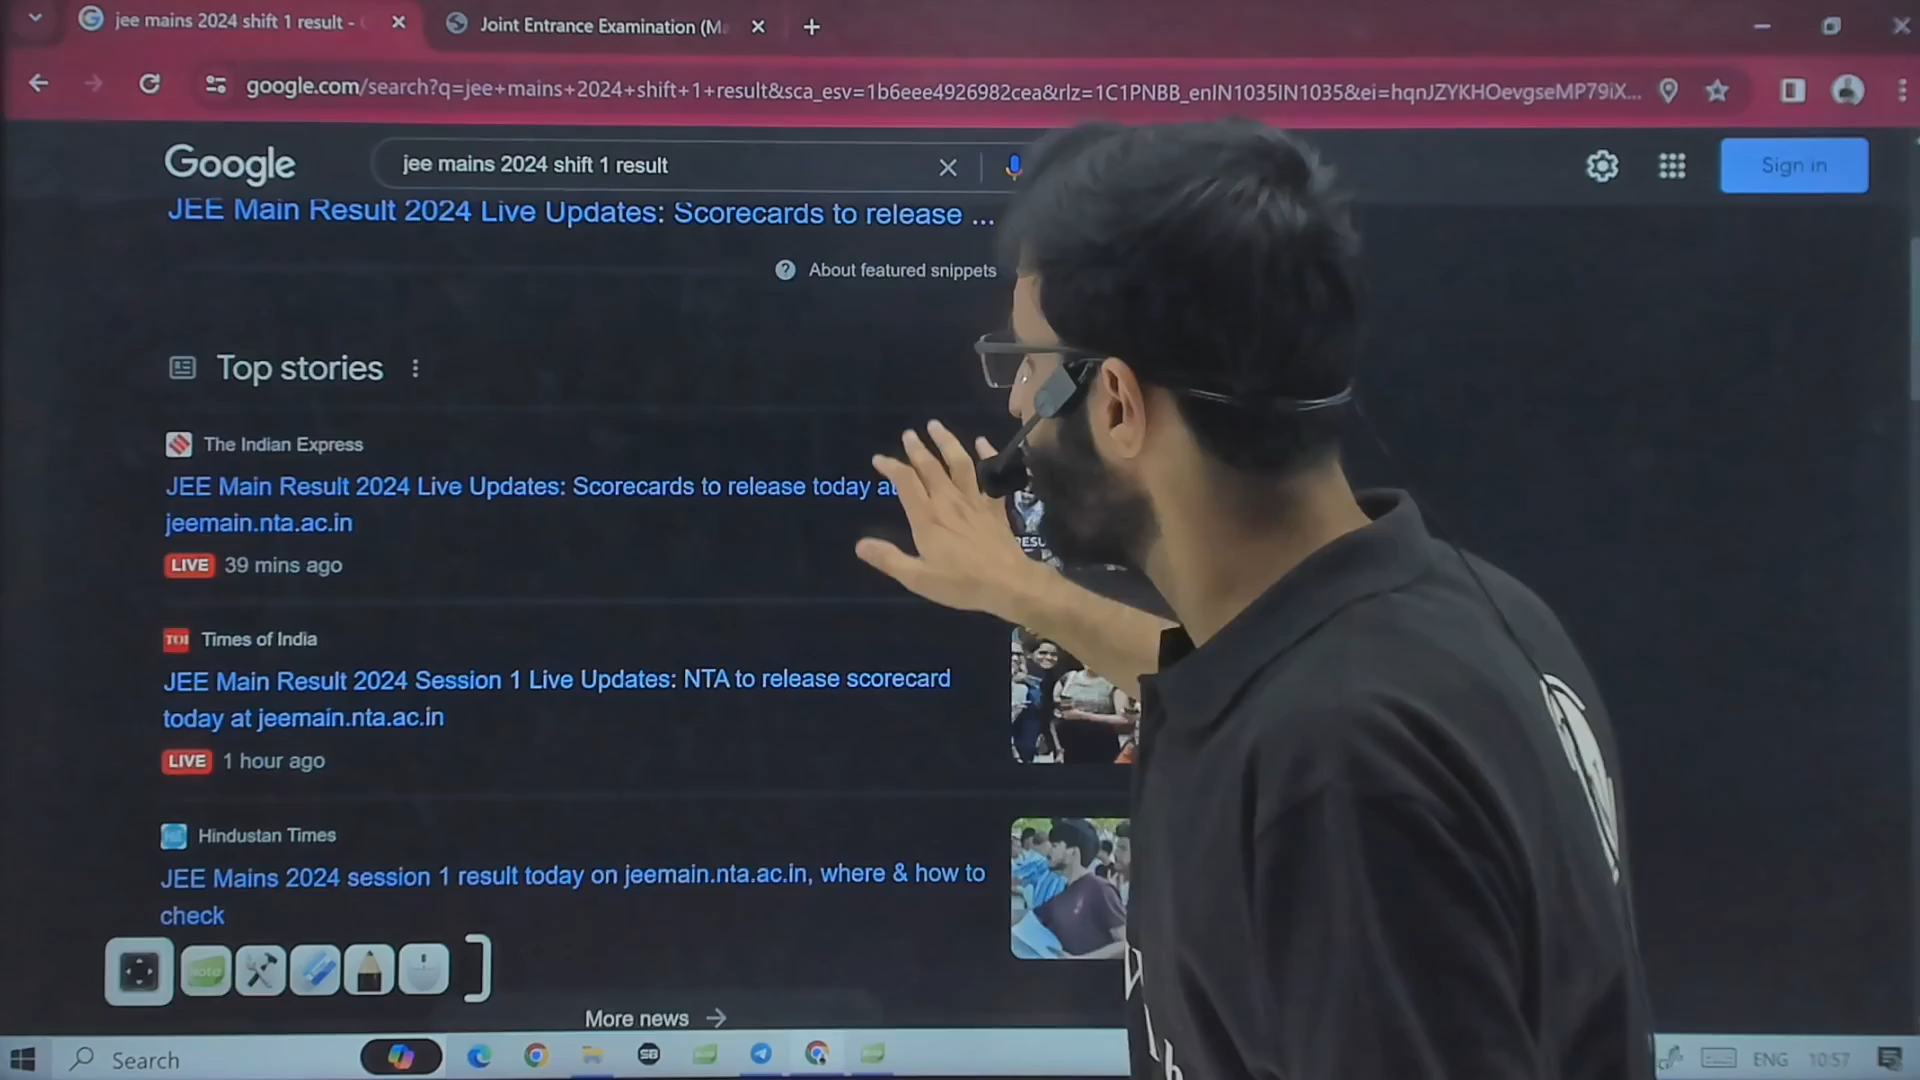 jee mains 2024 shift 1 result -
Joint Entrance Examination (M
google.com/search?q=jee+mains+2024+shift+1+result&sca_esv=1b6eee4926982cea&rlz=1C1PNBB_enIN1035IN1035&ei=hqnJZYKHOevgseMP79iX...
Google
jee mains 2024 shift 1 result
Sign in
JEE Main Result 2024 Live Updates: Scorecards to release ...
About featured snippets
Top stories
The Indian Express
JEE Main Result 2024 Live Updates: Scorecards to release today at
jeemain.nta.ac.in
LIVE 39 mins ago
RESU
TOI Times of India
JEE Main Result 2024 Session 1 Live Updates: NTA to release scorecard
today at jeemain.nta.ac.in
LIVE 1 hour ago
Hindustan Times
JEE Mains 2024 session 1 result today on jeemain.nta.ac.in, where & how to
check
More news
Search
SB
ENG 10:57